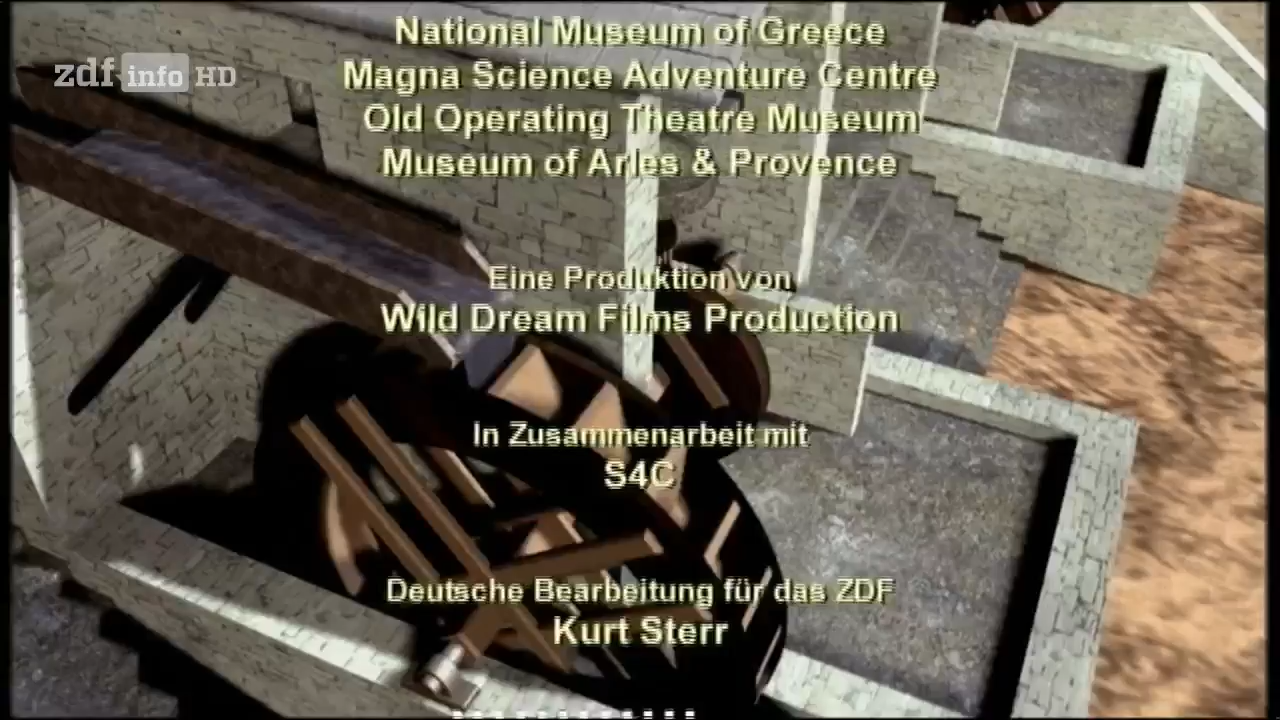 National Museum of Greece
zdf info HD
Magna Science Adventure Centre
Old Operating Theatre Museum
Museum of Arles & Provence
Eine Produktion von
Wild Dream Films Production
In Zusammenarbeit mit
S4C
Deutsche Bearbeitung für das ZDF
Kurt Sterr